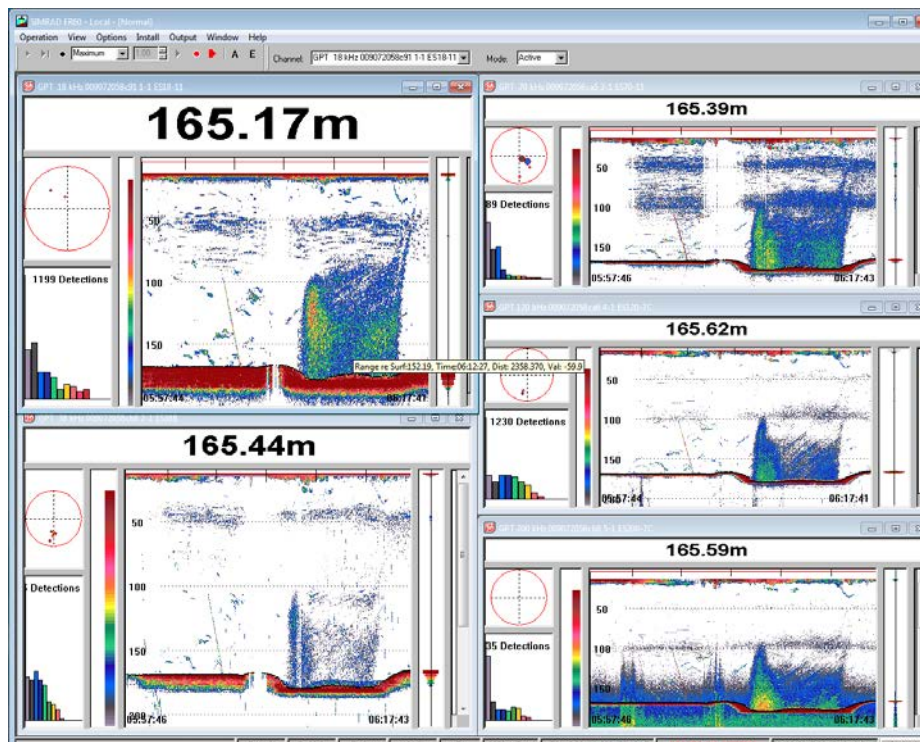 SIMRAD ER60 - Local - [Normal]
Operation View Options Install Output Window Help
Maximum 1.00 A E Channel: GPT 18 kHz 009072058c91 1-1 ES18-11 Mode: Active
GPT 18 kHz 009072058c91 1-1 ES18-11
165.17m
50
100
150
1199 Detections
05:57:44
06:17:41
Range re Surf:152.19, Time:06:12:27, Dist: 2358.370, Val: -59.9
165.44m
50
100
150
200
Detections
05:57:46
06:17:43
165.39m
50
100
150
89 Detections
05:57:46
06:17:43
165.62m
50
100
150
1230 Detections
05:57:44
06:17:41
165.59m
50
100
150
35 Detections
05:57:46
06:17:43